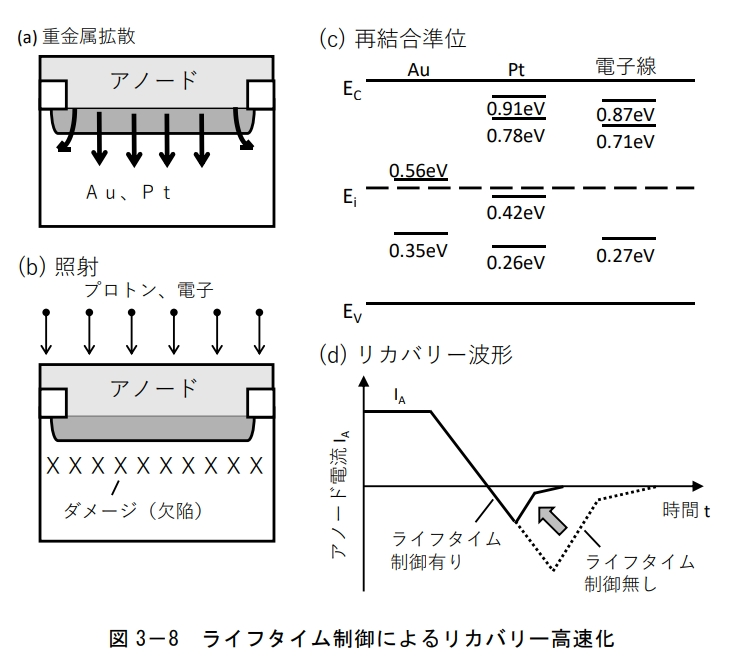 (a) 重金属拡散
アノード
Au、Pt
(b) 照射
プロトン、電子
アノード
X X X X X X X X X X
ダメージ（欠陥）
(c) 再結合準位
Au Pt 電子線
EC
0.91eV 0.87eV
0.78eV 0.71eV
0.56eV
Ei
0.42eV
0.35eV 0.26eV 0.27eV
EV
(d) リカバリー波形
IA
アノード電流 IA
時間 t
ライフタイム
制御有り
ライフタイム
制御無し
図 3－8　ライフタイム制御によるリカバリー高速化